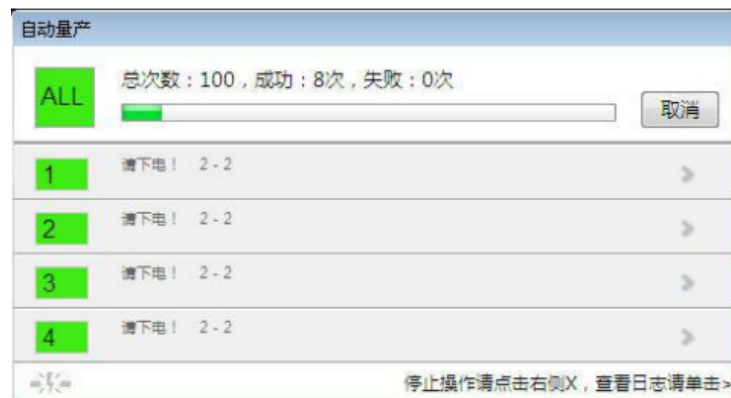 自动量产
ALL
总次数：100，成功：8次，失败：0次
取消
1
请下电！ 2-2
2
请下电！ 2-2
3
请下电！ 2-2
4
请下电！ 2-2
停止操作请点击右侧X，查看日志请单击>